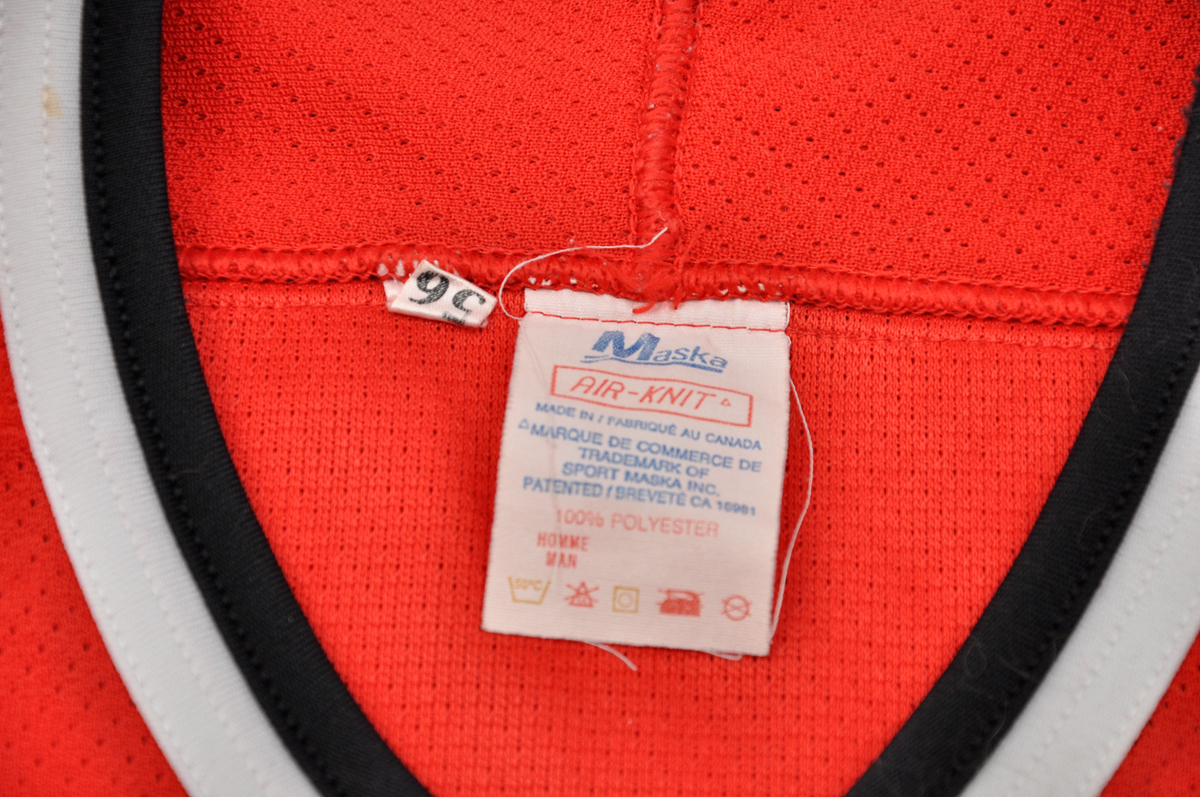 56
Maska
AIR-KNIT △
MADE IN / FABRIQUÉ AU CANADA
△ MARQUE DE COMMERCE DE
TRADEMARK OF
SPORT MASKA INC.
PATENTED / BREVETÉ CA 16981
100% POLYESTER
HOMME
MAN
50°C